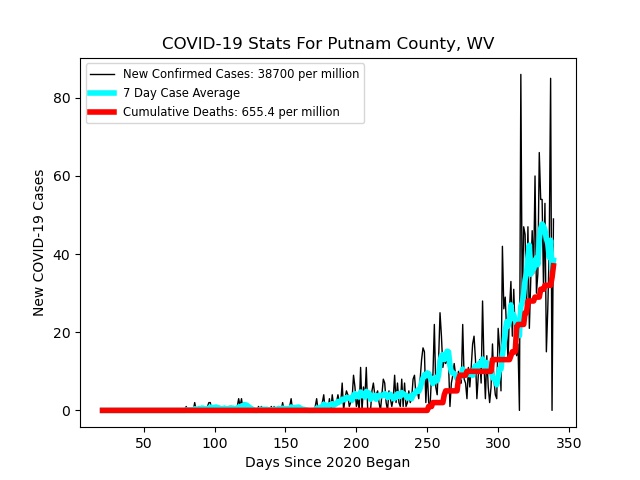 COVID-19 Stats For Putnam County, WV
New Confirmed Cases: 38700 per million
7 Day Case Average
Cumulative Deaths: 655.4 per million
New COVID-19 Cases
80
60
40
20
0
50 100 150 200 250 300 350
Days Since 2020 Began